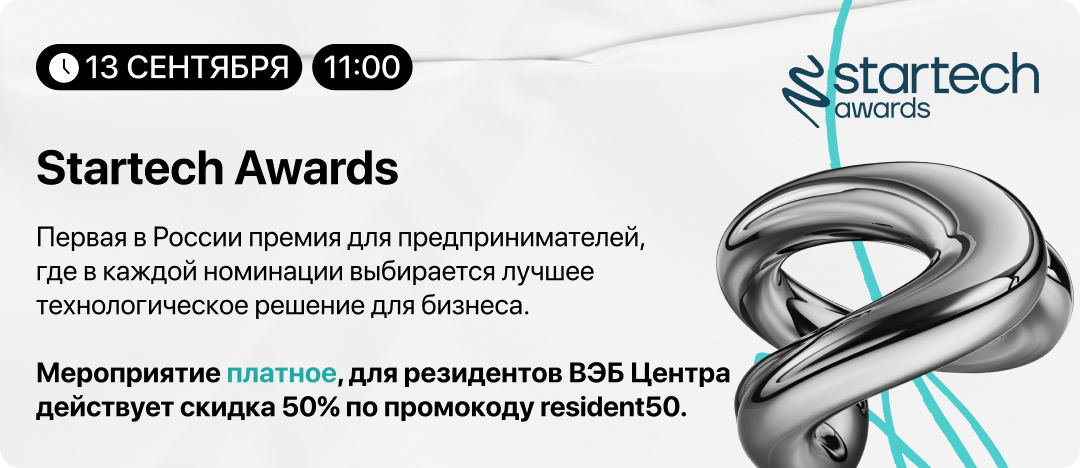 13 СЕНТЯБРЯ 11:00
startech
awards
Startech Awards
Первая в России премия для предпринимателей,
где в каждой номинации выбирается лучшее
технологическое решение для бизнеса.
Мероприятие платное, для резидентов ВЭБ Центра
действует скидка 50% по промокоду resident50.